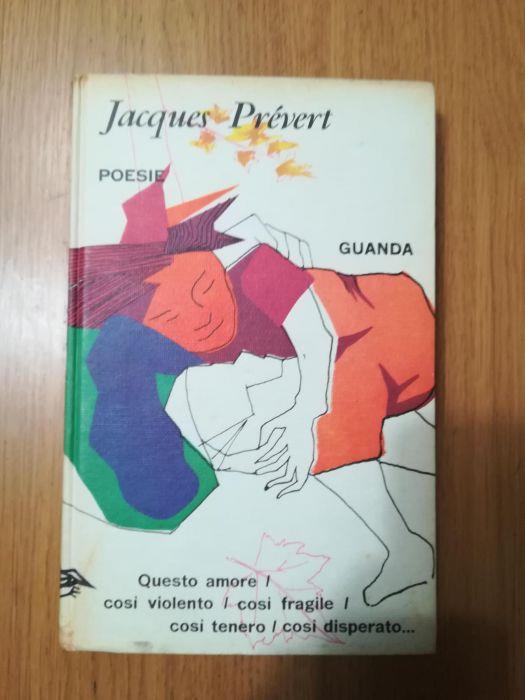 Jacques Prévert
POESIE
GUANDA
Questo amore /
così violento / così fragile /
così tenero / così disperato...